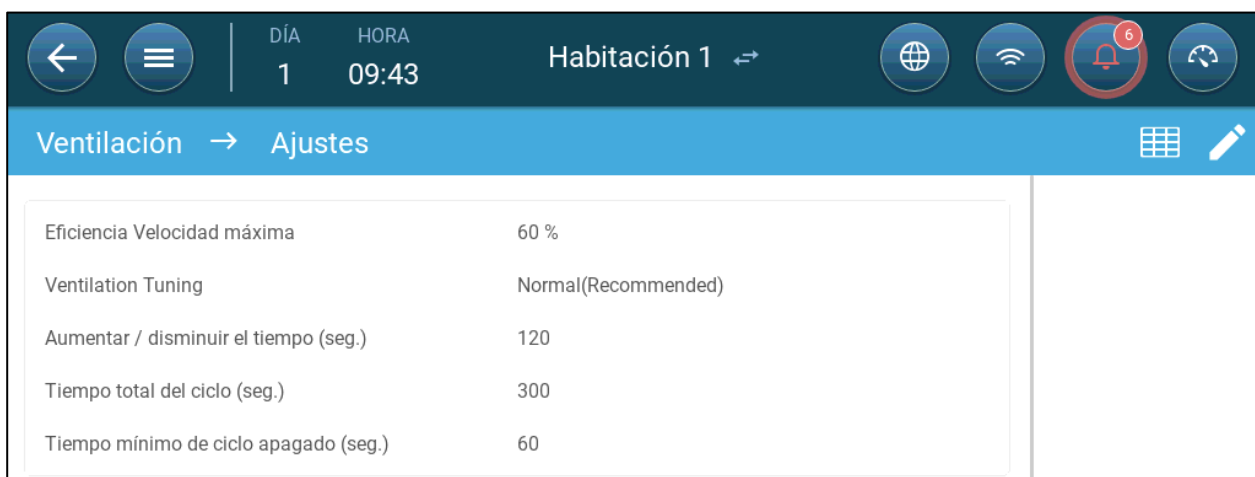 DÍA HORA
1 09:43 Habitación 1 6
Ventilación → Ajustes
Eficiencia Velocidad máxima 60 %
Ventilation Tuning Normal(Recommended)
Aumentar / disminuir el tiempo (seg.) 120
Tiempo total del ciclo (seg.) 300
Tiempo mínimo de ciclo apagado (seg.) 60